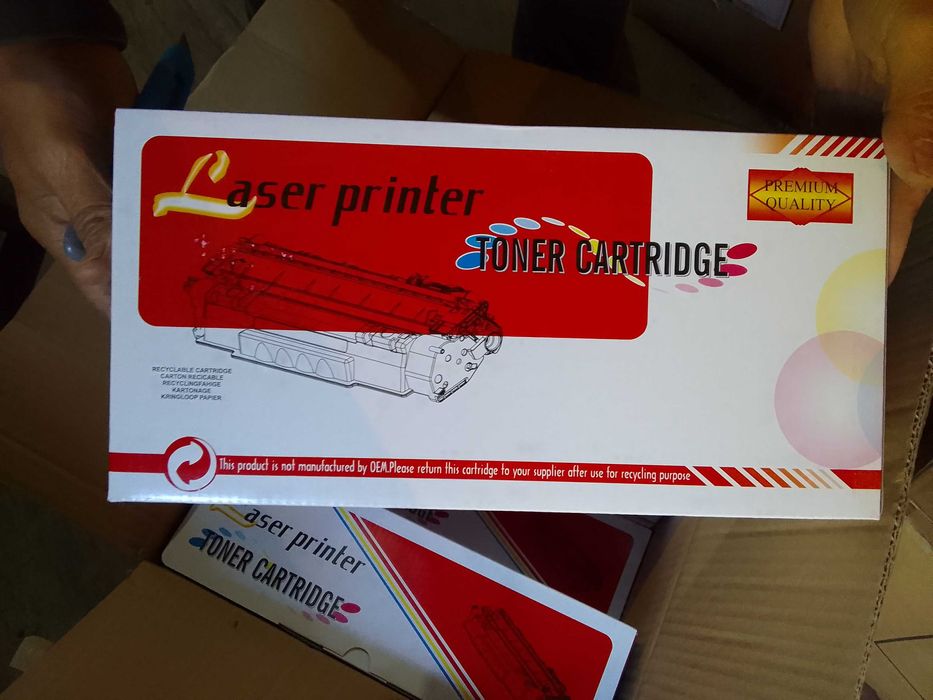 Laser printer
TONER CARTRIDGE
PREMIUM
QUALITY
RECYCLABLE CARTRIDGE
CARTON RECICABLE
RECYCLINGFAHIGE
KARTONAGE
KRINGLOOP PAPIER
This product is not manufactured by OEM.Please return this cartridge to your supplier after use for recycling purpose
Laser printer
TONER CARTRIDGE